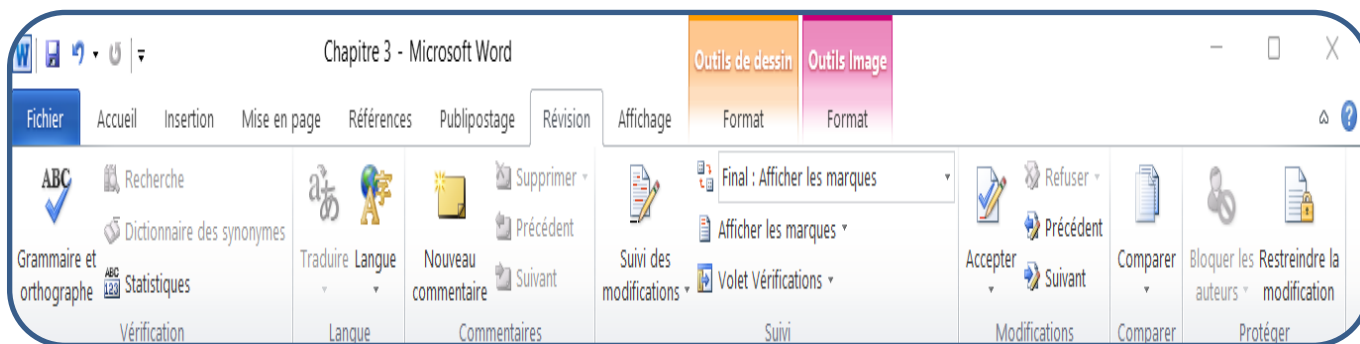 Chapitre 3 - Microsoft Word
Outils de dessin Outils Image
Fichier Accueil Insertion Mise en page Références Publipostage Révision Affichage Format Format
ABC Recherche
Dictionnaire des synonymes
Grammaire et orthographe
ABC 123 Statistiques
Vérification
Traduire Langue
Langue
Nouveau commentaire
Supprimer
Précédent
Suivant
Commentaires
Suivi des modifications
Final : Afficher les marques
Afficher les marques
Volet Vérifications
Suivi
Accepter
Refuser
Précédent
Suivant
Modifications
Comparer
Comparer
Bloquer les auteurs
Restreindre la modification
Protéger